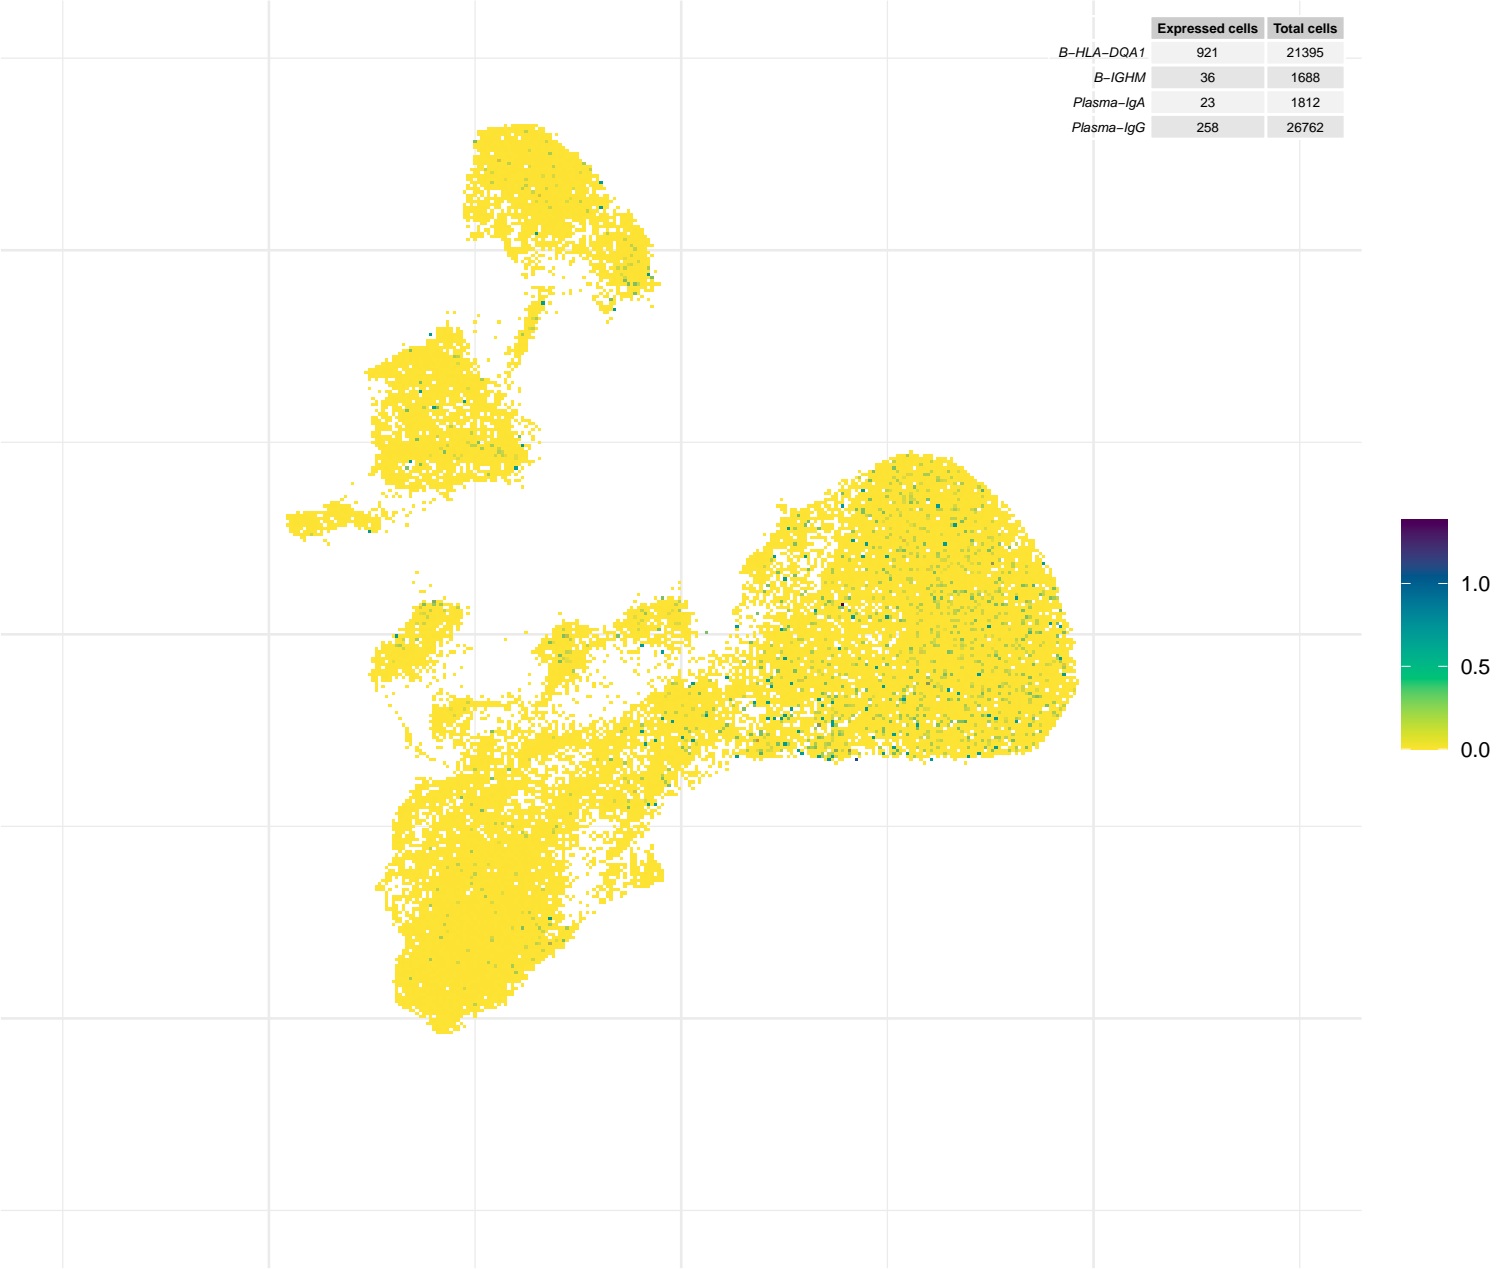 Expressed cells Total cells
B−HLA−DQA1 921 21395
B−IGHM 36 1688
Plasma−IgA 23 1812
Plasma−IgG 258 26762
1.0
0.5
0.0